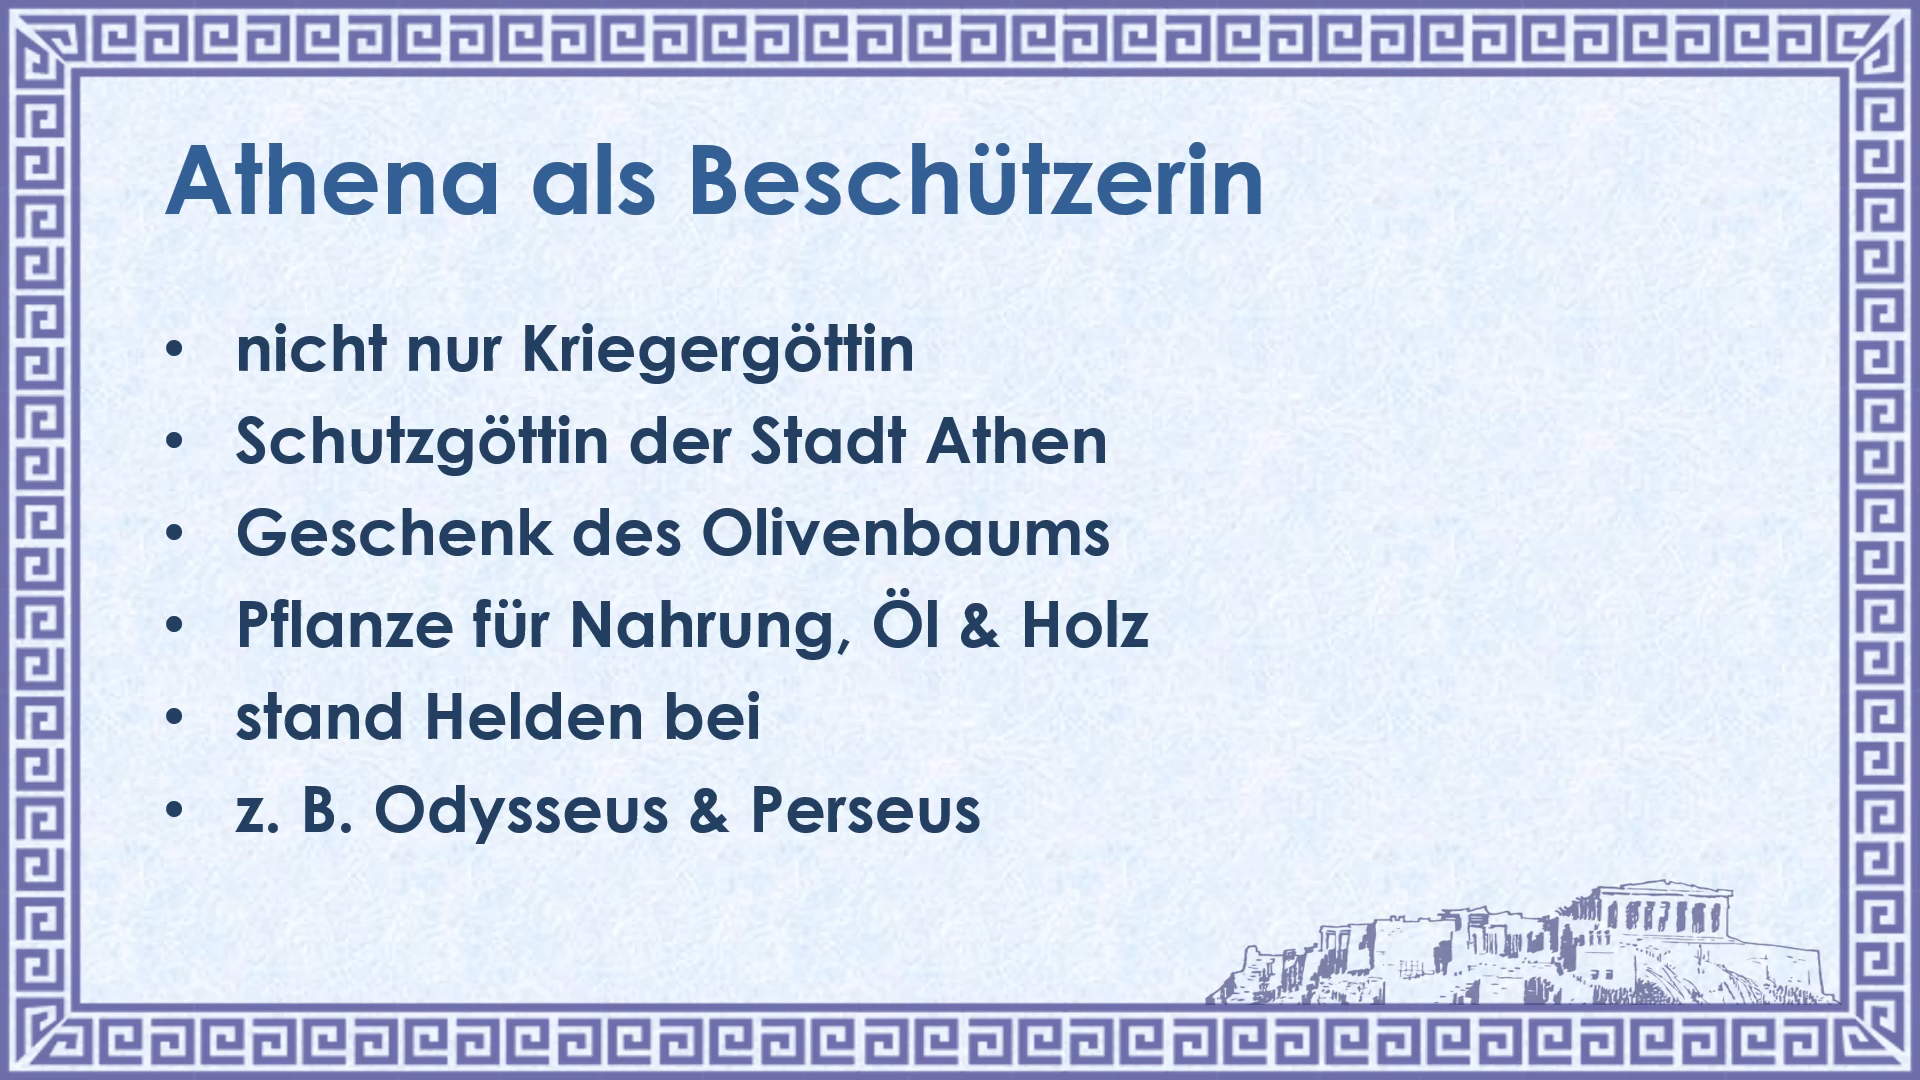 Athena als Beschützerin
• nicht nur Kriegergöttin
• Schutzgöttin der Stadt Athen
• Geschenk des Olivenbaums
• Pflanze für Nahrung, Öl & Holz
• stand Helden bei
• z. B. Odysseus & Perseus